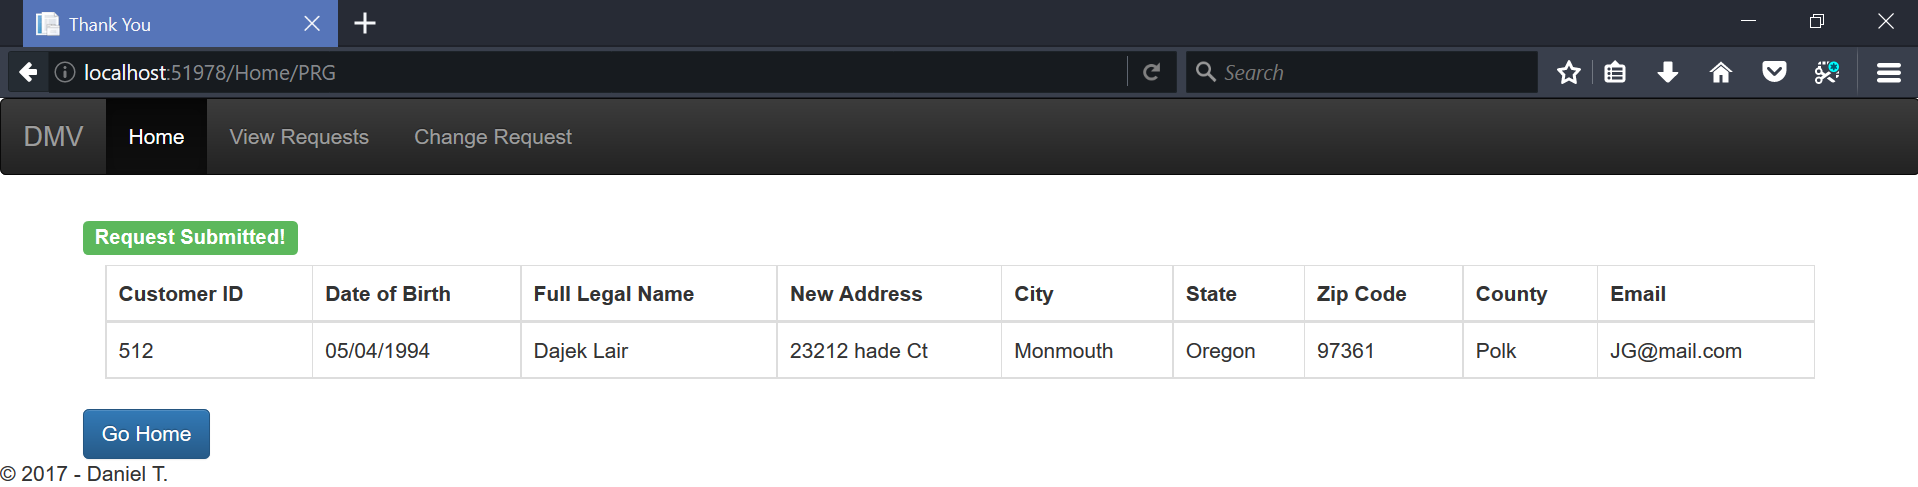 Thank You
localhost:51978/Home/PRG
Search
DMV Home View Requests Change Request
Request Submitted!
Customer ID Date of Birth Full Legal Name New Address City State Zip Code County Email
512 05/04/1994 Dajek Lair 23212 hade Ct Monmouth Oregon 97361 Polk JG@mail.com
Go Home
© 2017 - Daniel T.